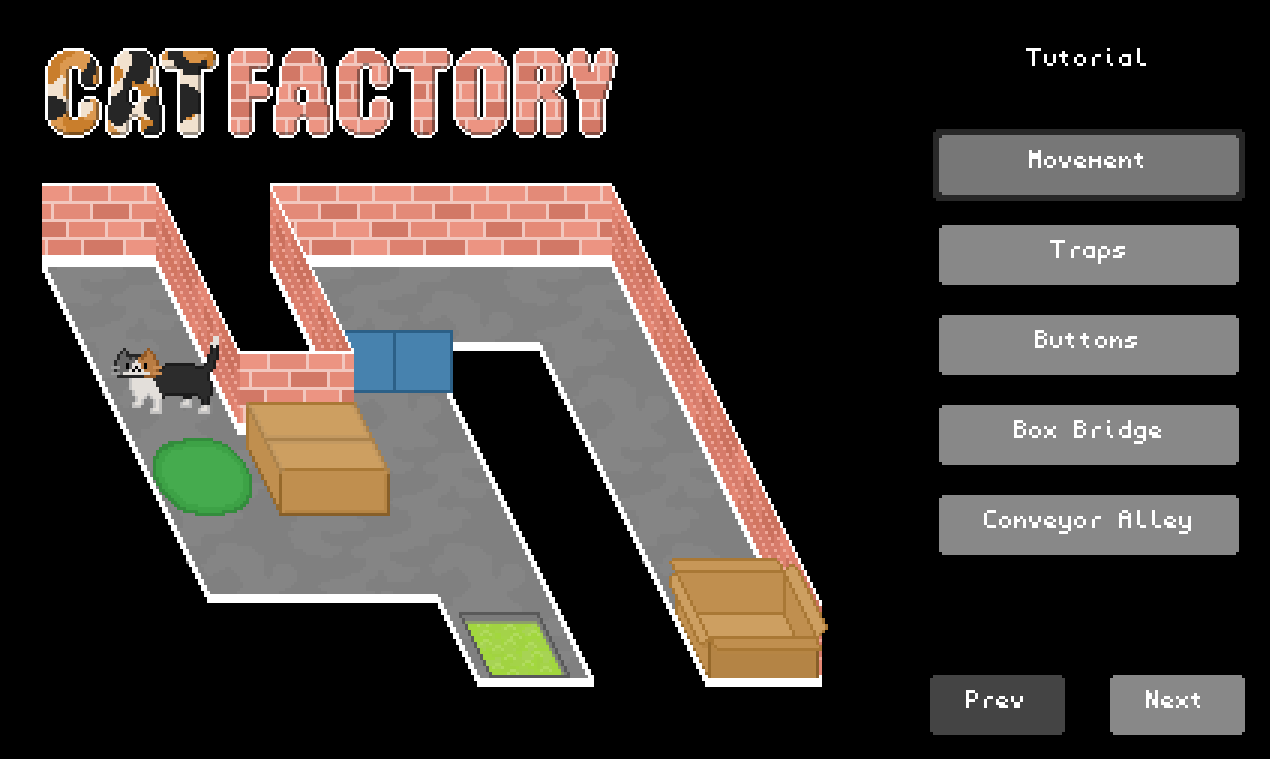 CAT FACTORY
Tutorial
Movement
Traps
Buttons
Box Bridge
Conveyor Alley
Prev
Next